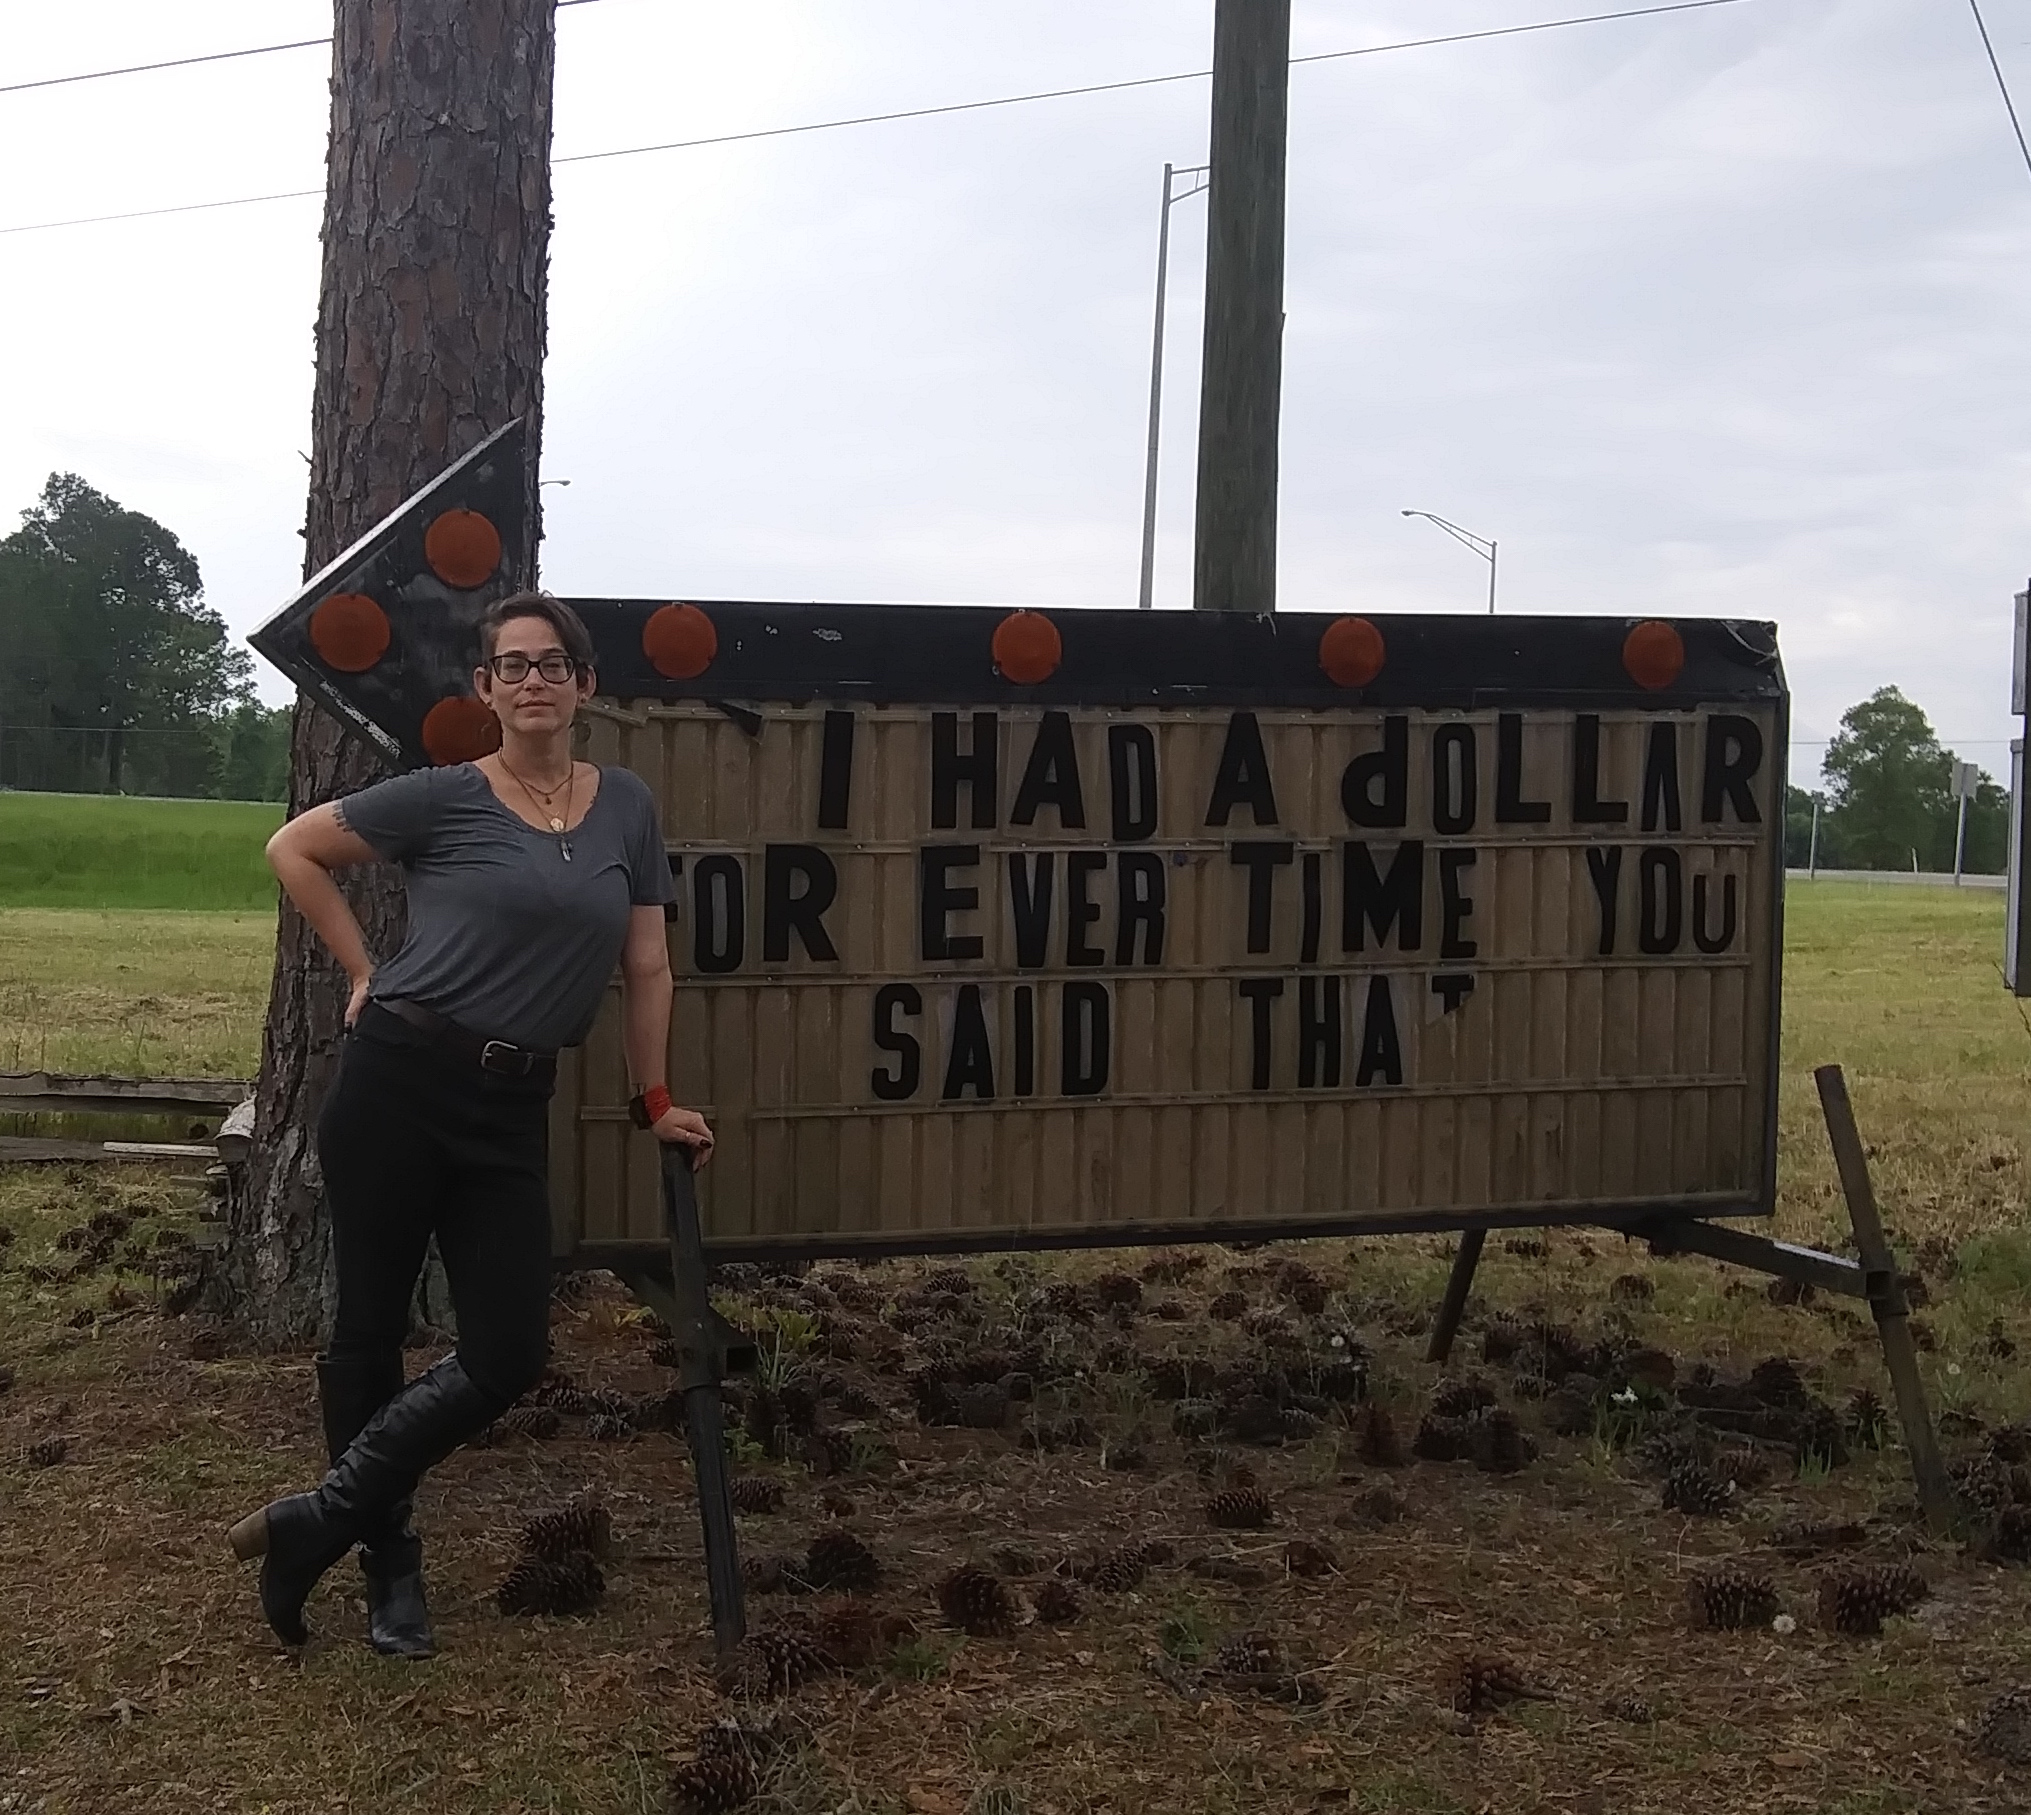 I HAD A dOLLAR
FOR EVER TIME YOU
SAID THAT